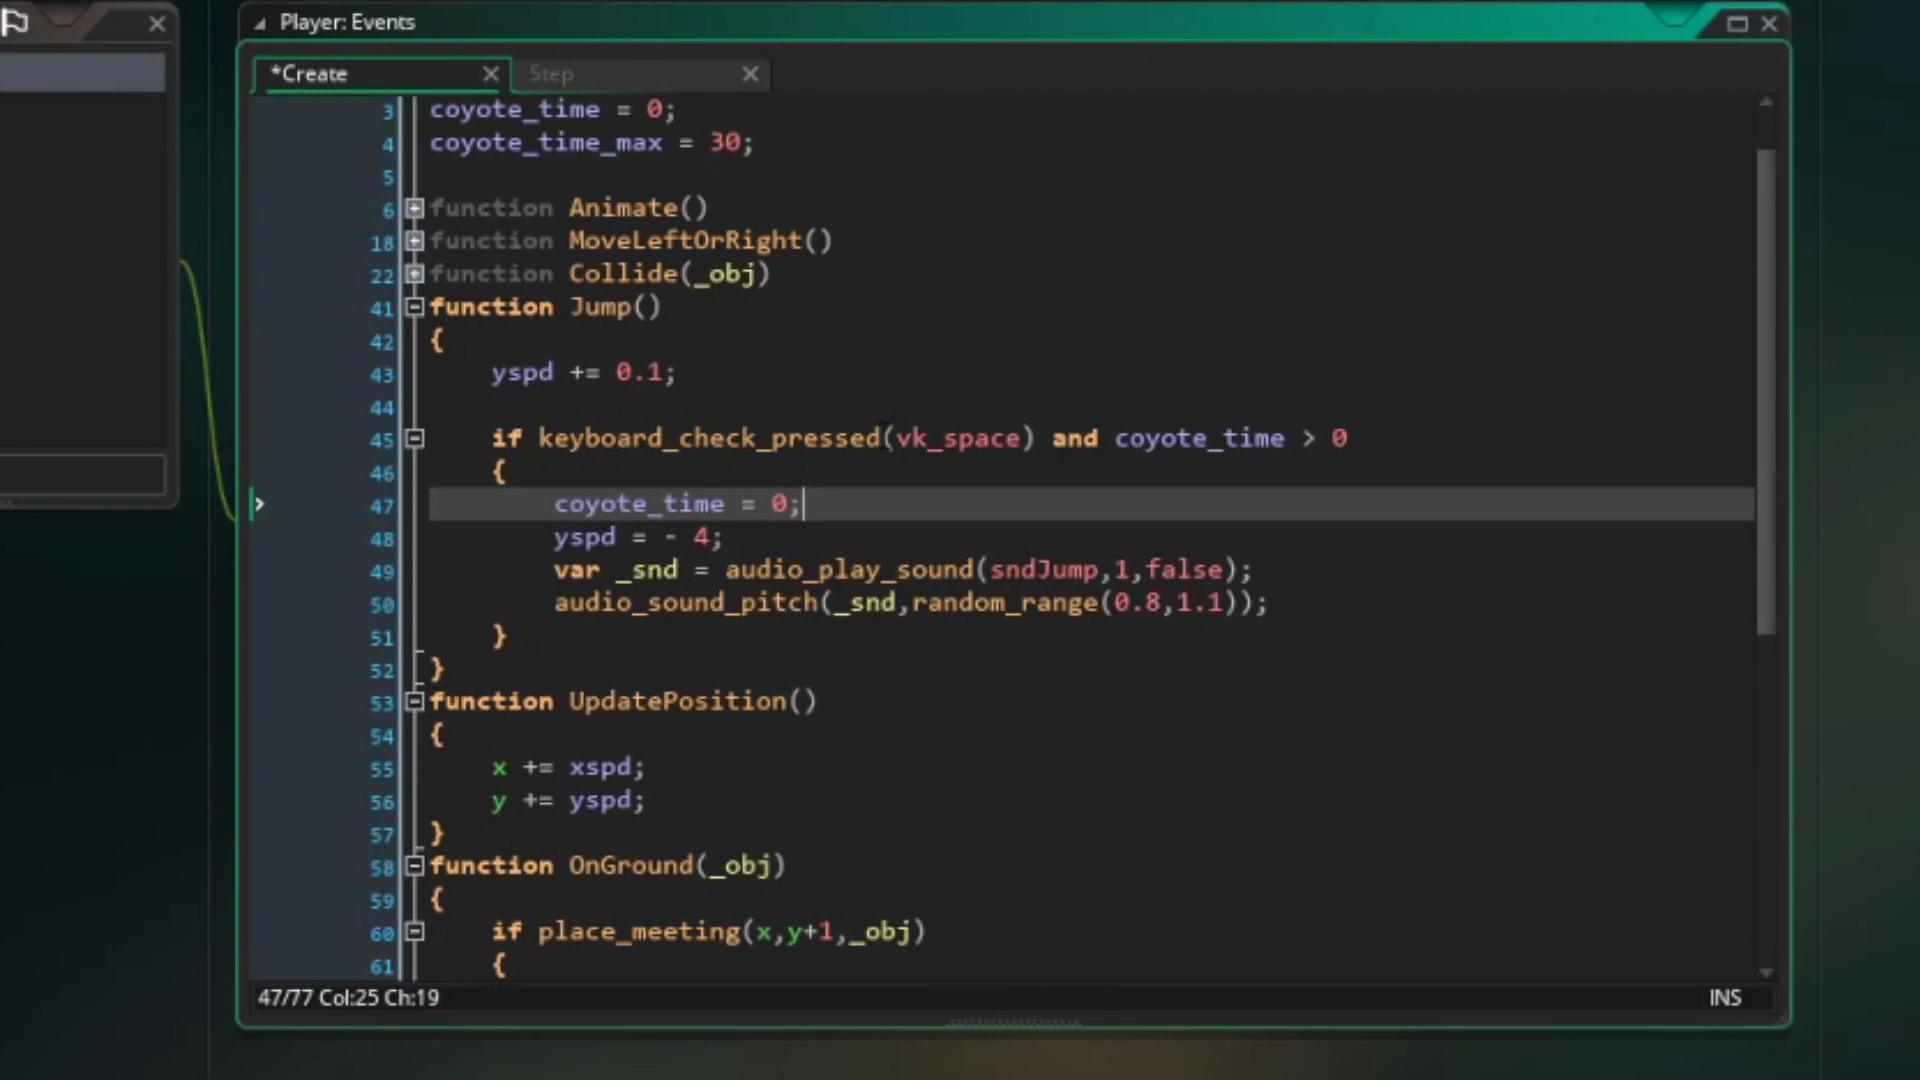 Player: Events
*Create
Step
3 coyote_time = 0;
4 coyote_time_max = 30;
5
6 function Animate()
18 function MoveLeftOrRight()
22 function Collide(_obj)
41 function Jump()
42 {
43 yspd += 0.1;
44
45 if keyboard_check_pressed(vk_space) and coyote_time > 0
46 {
47 coyote_time = 0;
48 yspd = - 4;
49 var _snd = audio_play_sound(sndJump,1,false);
50 audio_sound_pitch(_snd,random_range(0.8,1.1));
51 }
52 }
53 function UpdatePosition()
54 {
55 x += xspd;
56 y += yspd;
57 }
58 function OnGround(_obj)
59 {
60 if place_meeting(x,y+1,_obj)
61 {
47/77 Col:25 Ch:19
INS